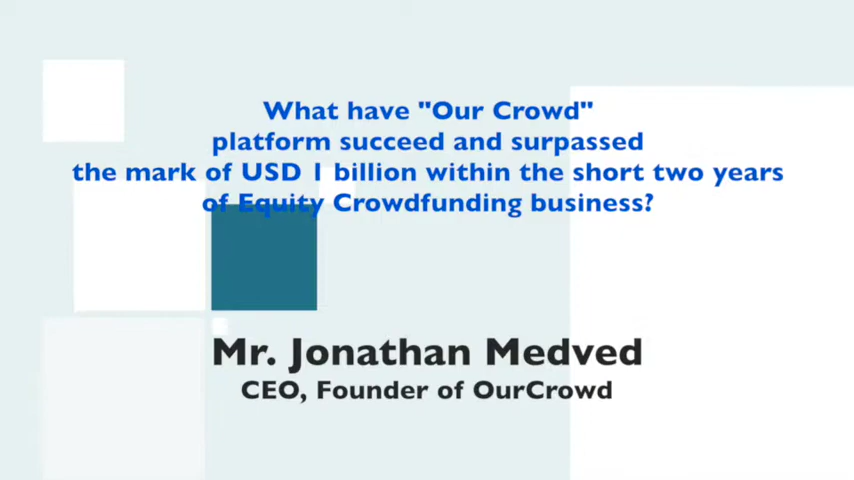 What have "Our Crowd"
platform succeed and surpassed
the mark of USD 1 billion within the short two years
of Equity Crowdfunding business?
Mr. Jonathan Medved
CEO, Founder of OurCrowd